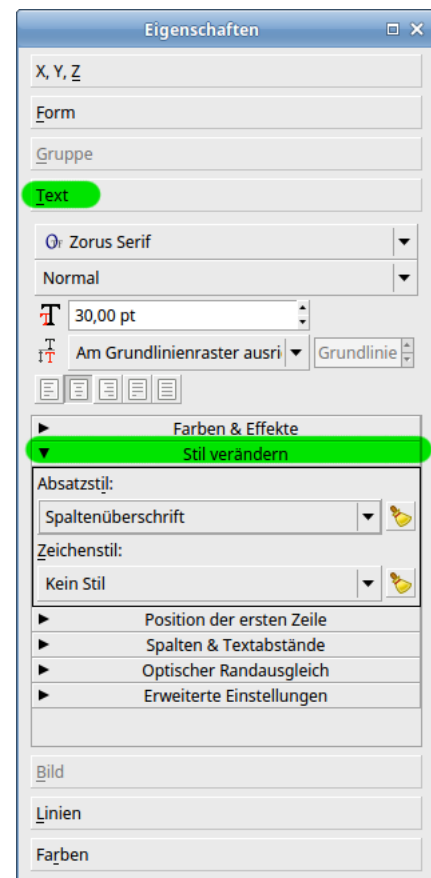 Eigenschaften
X, Y, Z
Form
Gruppe
Text
Zorus Serif
Normal
30,00 pt
Am Grundlinienraster ausri Grundlinie
Farben & Effekte
Stil verändern
Absatzstil:
Spaltenüberschrift
Zeichenstil:
Kein Stil
Position der ersten Zeile
Spalten & Textabstände
Optischer Randausgleich
Erweiterte Einstellungen
Bild
Linien
Farben